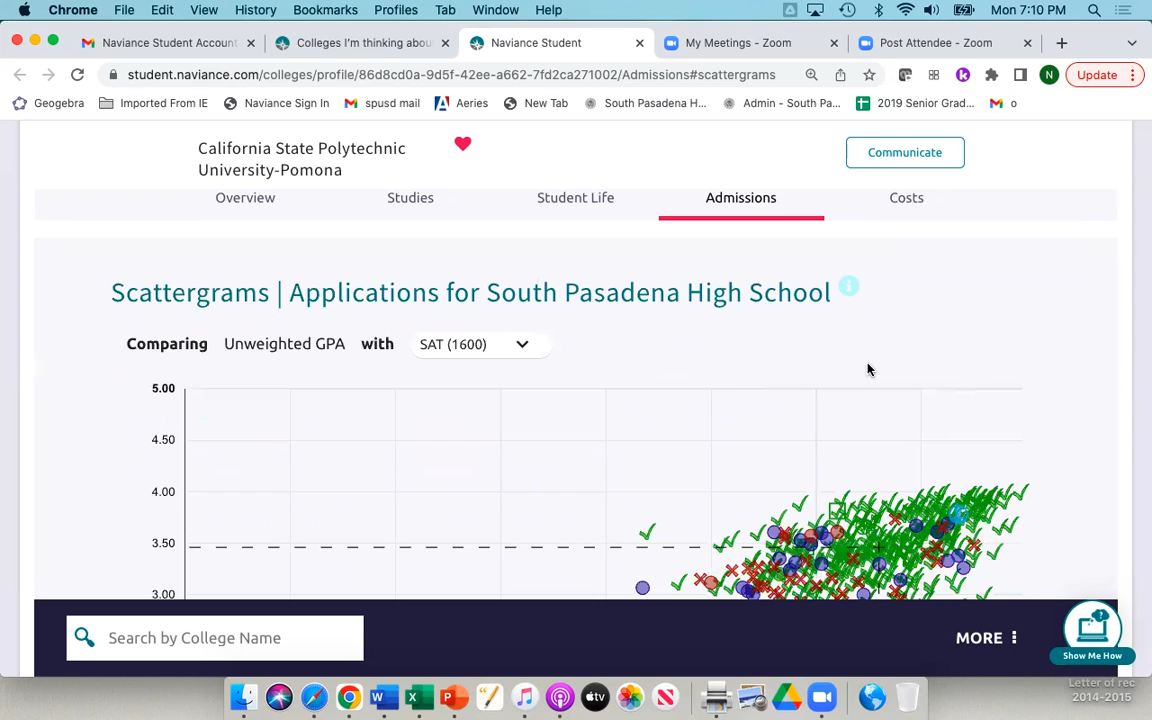 Chrome File Edit View History Bookmarks Profiles Tab Window Help
Mon 7:10 PM
Naviance Student Account
Colleges I'm thinking abou
Naviance Student
My Meetings - Zoom
Post Attendee - Zoom
student.naviance.com/colleges/profile/86d8cd0a-9d5f-42ee-a662-7fd2ca271002/Admissions#scattergrams
N
Update
Geogebra
Imported From IE
Naviance Sign In
spusd mail
Aeries
New Tab
South Pasadena H...
Admin - South Pa...
2019 Senior Grad...
o
California State Polytechnic
University-Pomona
Communicate
Overview
Studies
Student Life
Admissions
Costs
Scattergrams | Applications for South Pasadena High School
Comparing Unweighted GPA with SAT (1600)
5.00
4.50
4.00
3.50
3.00
Search by College Name
MORE
Show Me How
Letter of rec
2014-2015